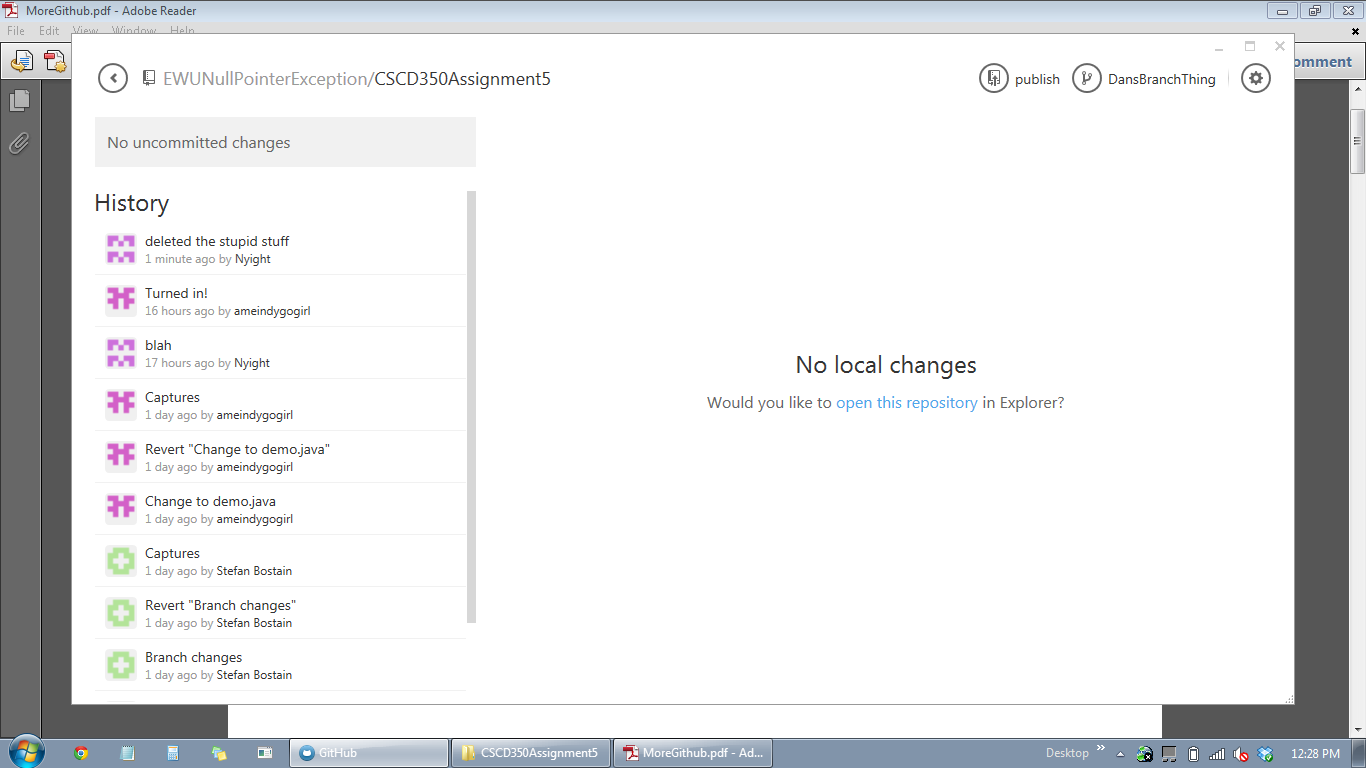 MoreGithub.pdf - Adobe Reader
File Edit View Window Help
omment
EWUNullPointerException/CSCD350Assignment5
publish
DansBranchThing
No uncommitted changes
History
deleted the stupid stuff
1 minute ago by Nyight
Turned in!
16 hours ago by ameindygogirl
blah
17 hours ago by Nyight
Captures
1 day ago by ameindygogirl
Revert "Change to demo.java"
1 day ago by ameindygogirl
Change to demo.java
1 day ago by ameindygogirl
Captures
1 day ago by Stefan Bostain
Revert "Branch changes"
1 day ago by Stefan Bostain
Branch changes
1 day ago by Stefan Bostain
No local changes
Would you like to open this repository in Explorer?
GitHub
CSCD350Assignment5
MoreGithub.pdf - Ad...
Desktop
12:28 PM